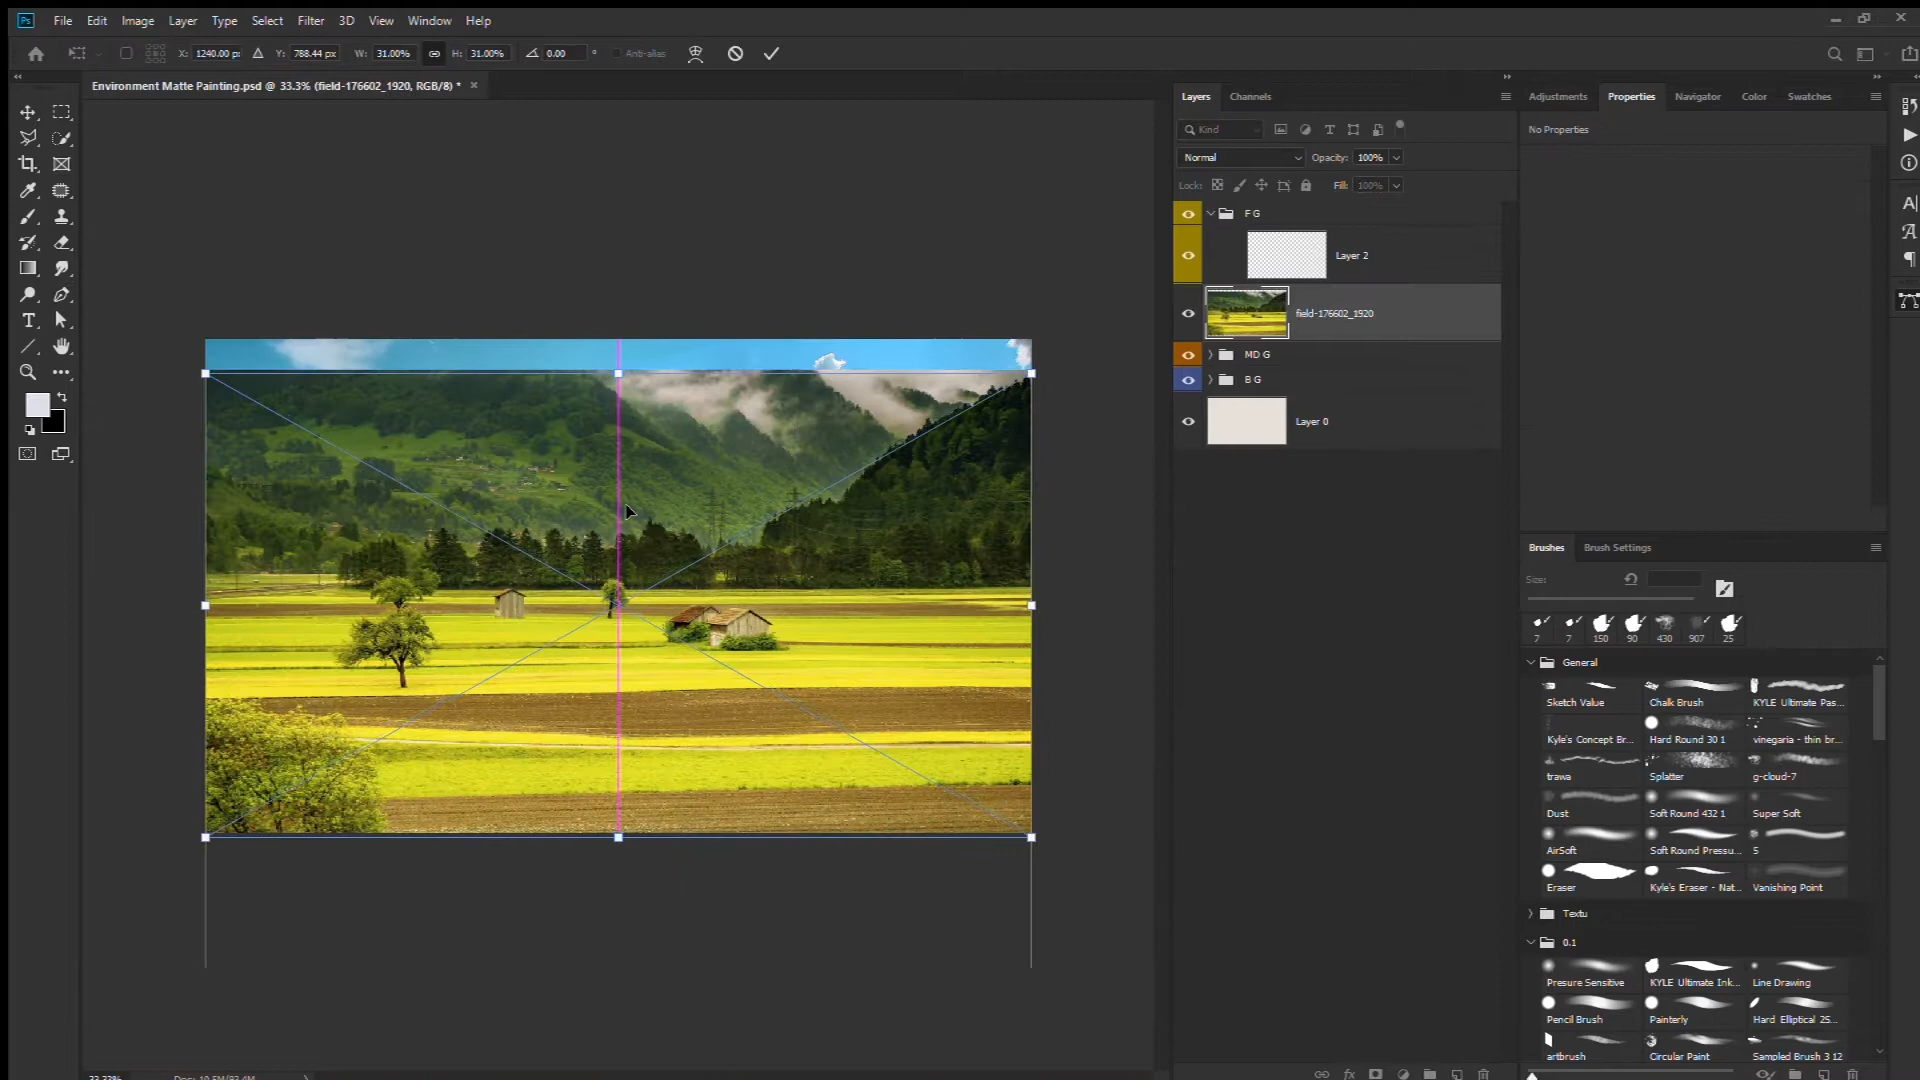 Ps File Edit Image Layer Type Select Filter 3D View Window Help
X: 1240.00 px Y: 788.44 px W: 31.00% H: 31.00% 0.00 ° Anti-alias
Environment Matte Painting.psd @ 33.3% (field-176602_1920, RGB/8) *
Layers Channels
Kind
Normal Opacity: 100%
Lock: Fill: 100%
F G
Layer 2
field-176602_1920
MD G
B G
Layer 0
Adjustments Properties Navigator Color Swatches
No Properties
Brushes Brush Settings
Size:
7 7 150 90 430 907 25
General
Sketch Value Chalk Brush KYLE Ultimate Pas...
Kyle's Concept Br... Hard Round 30 1 vinegaria - thin br...
trawa Splatter g-cloud-7
Dust Soft Round 432 1 Super Soft
AirSoft Soft Round Pressu... 5
Eraser Kyle's Eraser - Nat... Vanishing Point
Textu
0.1
Presure Sensitive KYLE Ultimate Ink... Line Drawing
Pencil Brush Painterly Hard Elliptical 25...
artbrush Circular Paint Sampled Brush 3 12